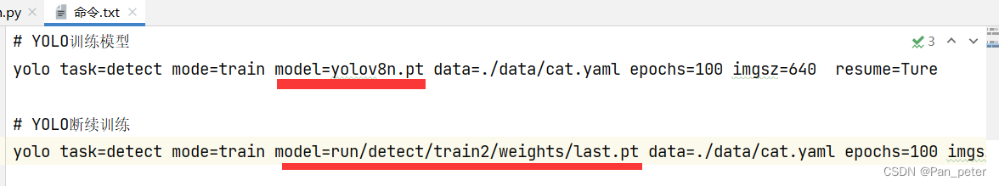 n.py × 命令.txt ×
# YOLO训练模型
3
yolo task=detect mode=train model=yolov8n.pt data=./data/cat.yaml epochs=100 imgsz=640 resume=Ture
# YOLO断续训练
yolo task=detect mode=train model=run/detect/train2/weights/last.pt data=./data/cat.yaml epochs=100 imgs
CSDN @Pan_peter